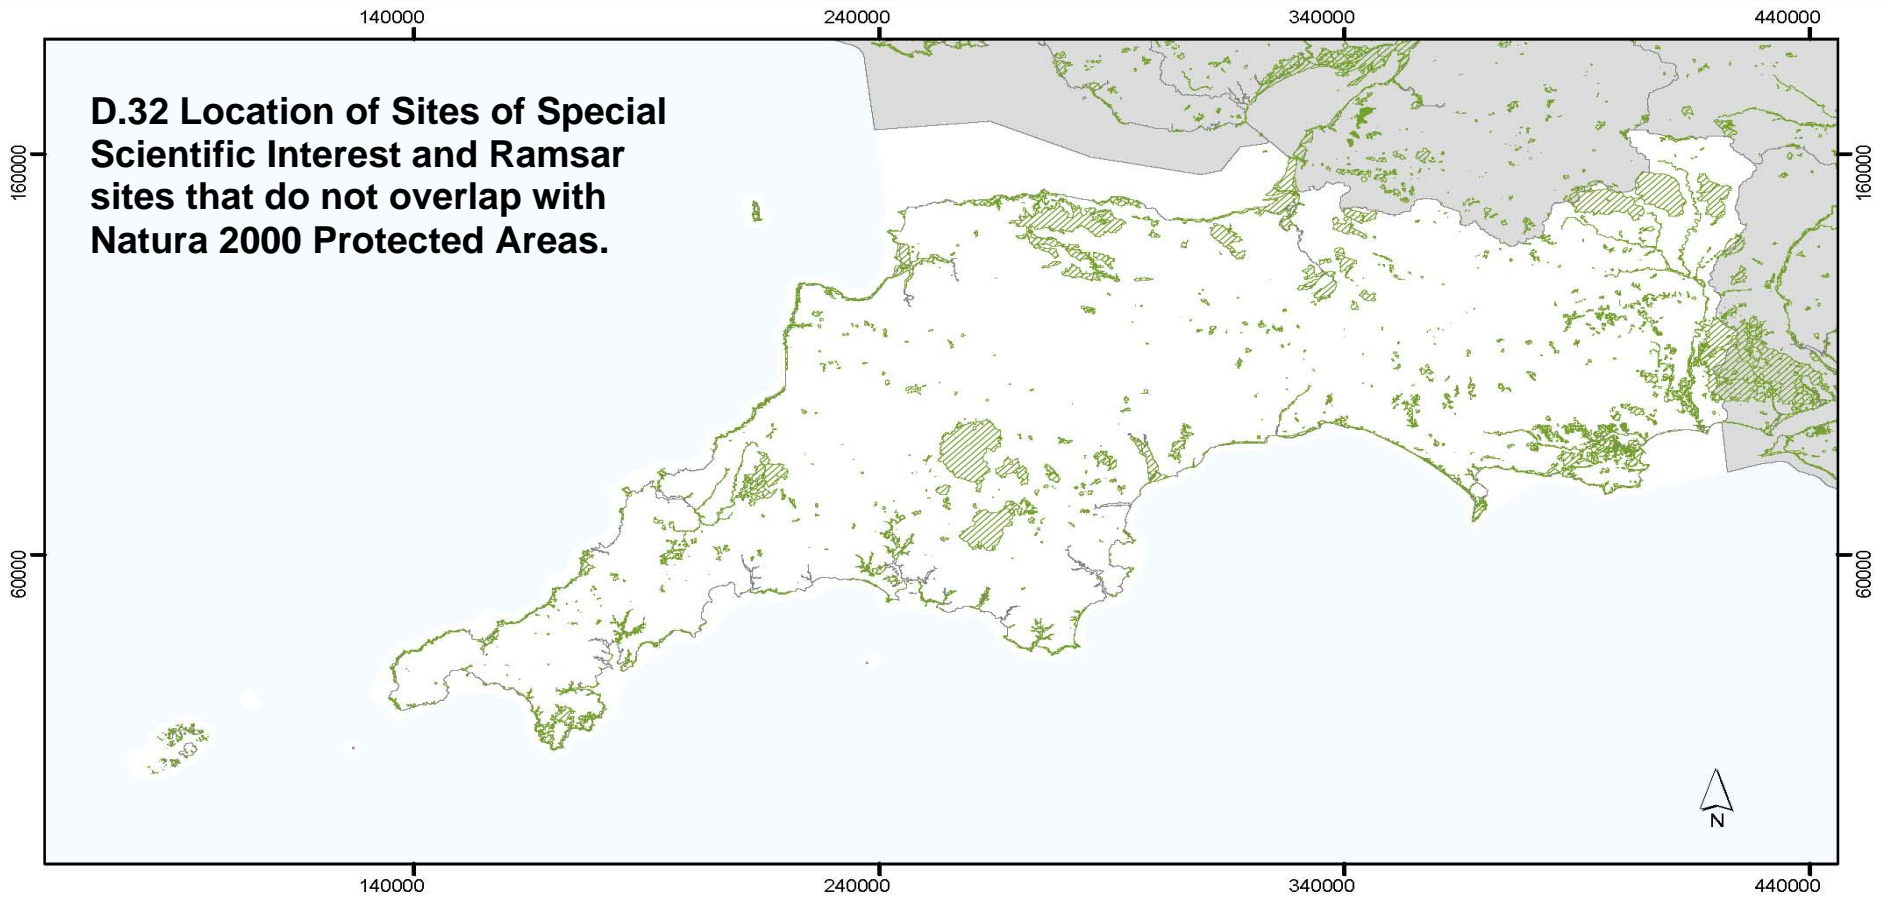 140000 240000 340000 440000
D.32 Location of Sites of Special
Scientific Interest and Ramsar
sites that do not overlap with
Natura 2000 Protected Areas.
160000 160000
60000 60000
N
140000 240000 340000 440000